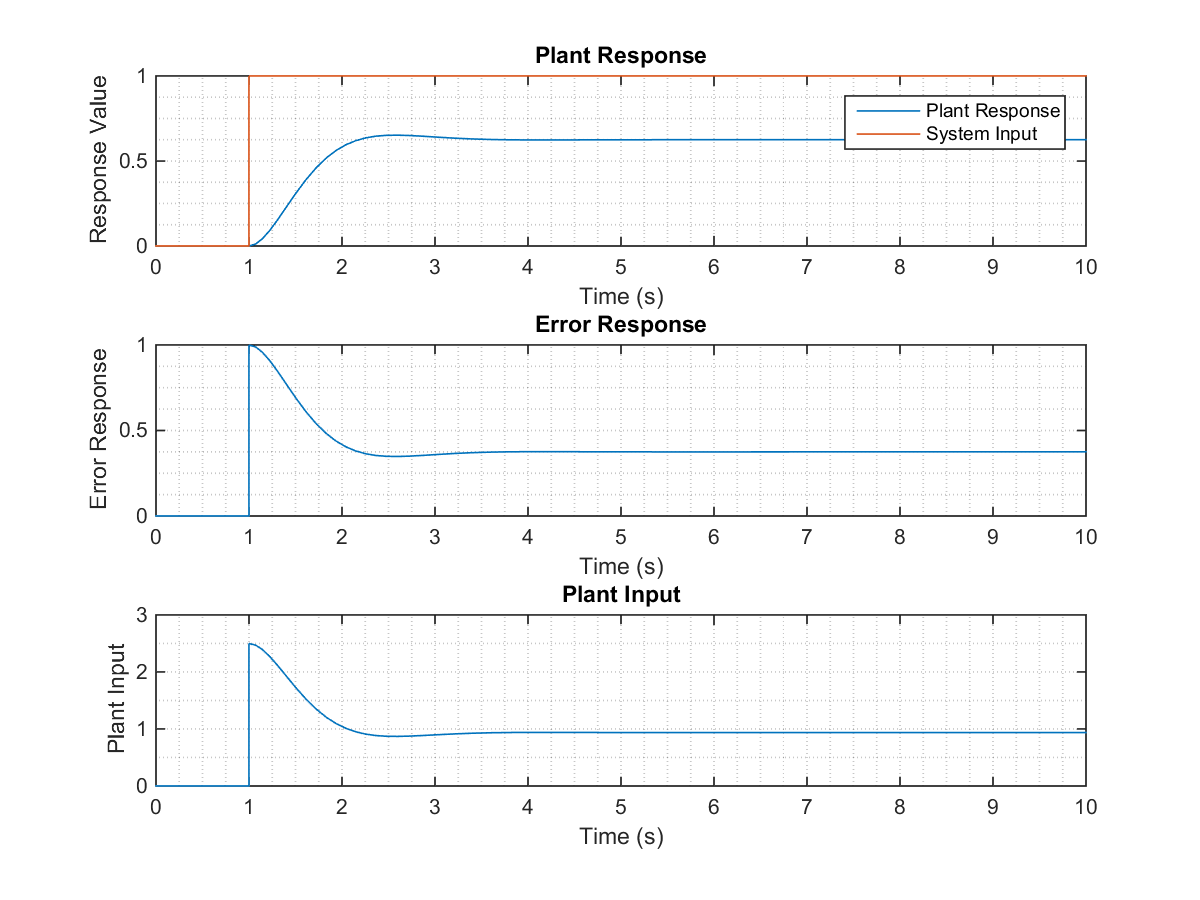 Plant Response
Response Value
1
0.5
0
Plant Response
System Input
0 1 2 3 4 5 6 7 8 9 10
Time (s)
Error Response
Error Response
1
0.5
0
0 1 2 3 4 5 6 7 8 9 10
Time (s)
Plant Input
Plant Input
3
2
1
0
0 1 2 3 4 5 6 7 8 9 10
Time (s)